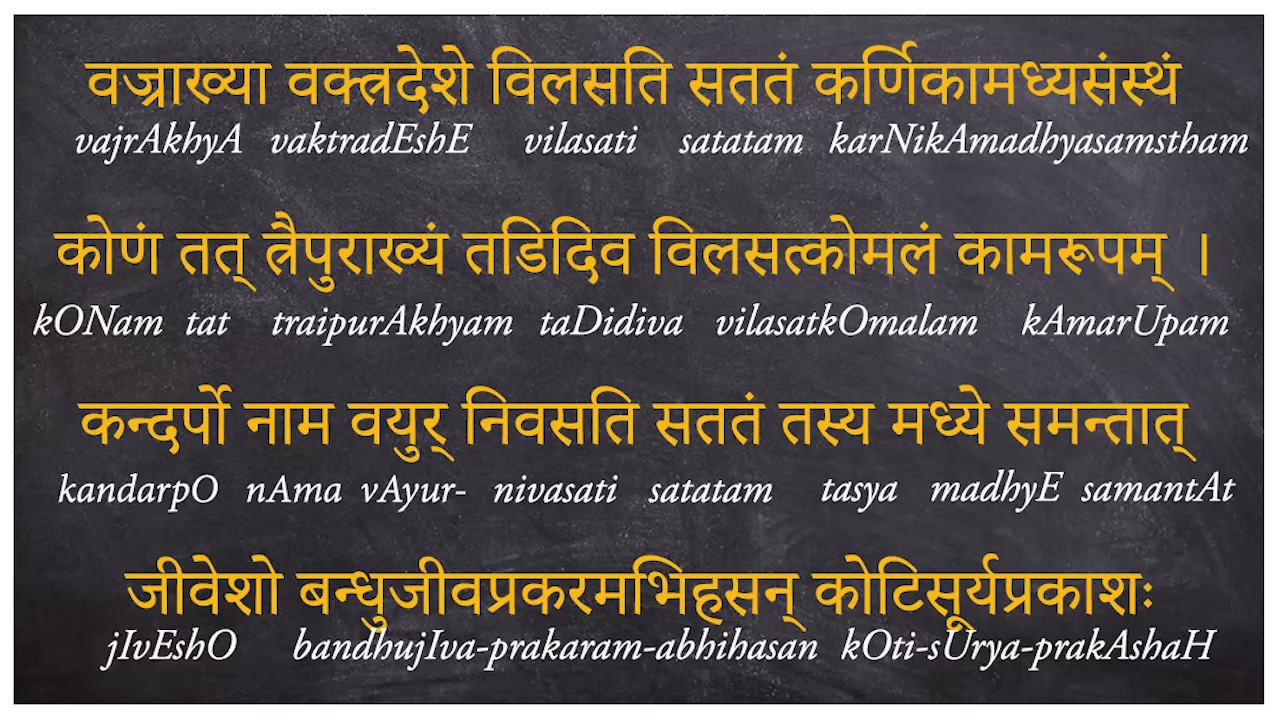 वज्राख्या वक्त्रदेशे विलसति सततं कर्णिकामध्यसंस्थं
vajrAkhyA vaktradEshE vilasati satatam karNikAmadhyasamstham
कोणं तत् त्रैपुराख्यं तडिदिव विलसत्कोमलं कामरूपम् ।
kONam tat traipurAkhyam taDidiva vilasatkOmalam kAmarUpam
कन्दर्पो नाम वयुर् निवसति सततं तस्य मध्ये समन्तात्
kandarpO nAma vAyur- nivasati satatam tasya madhyE samantAt
जीवेशो बन्धुजीवप्रकरमभिहसन् कोटिसूर्यप्रकाशः
jIvEshO bandhujIva-prakaram-abhihasan kOti-sUrya-prakAshaH